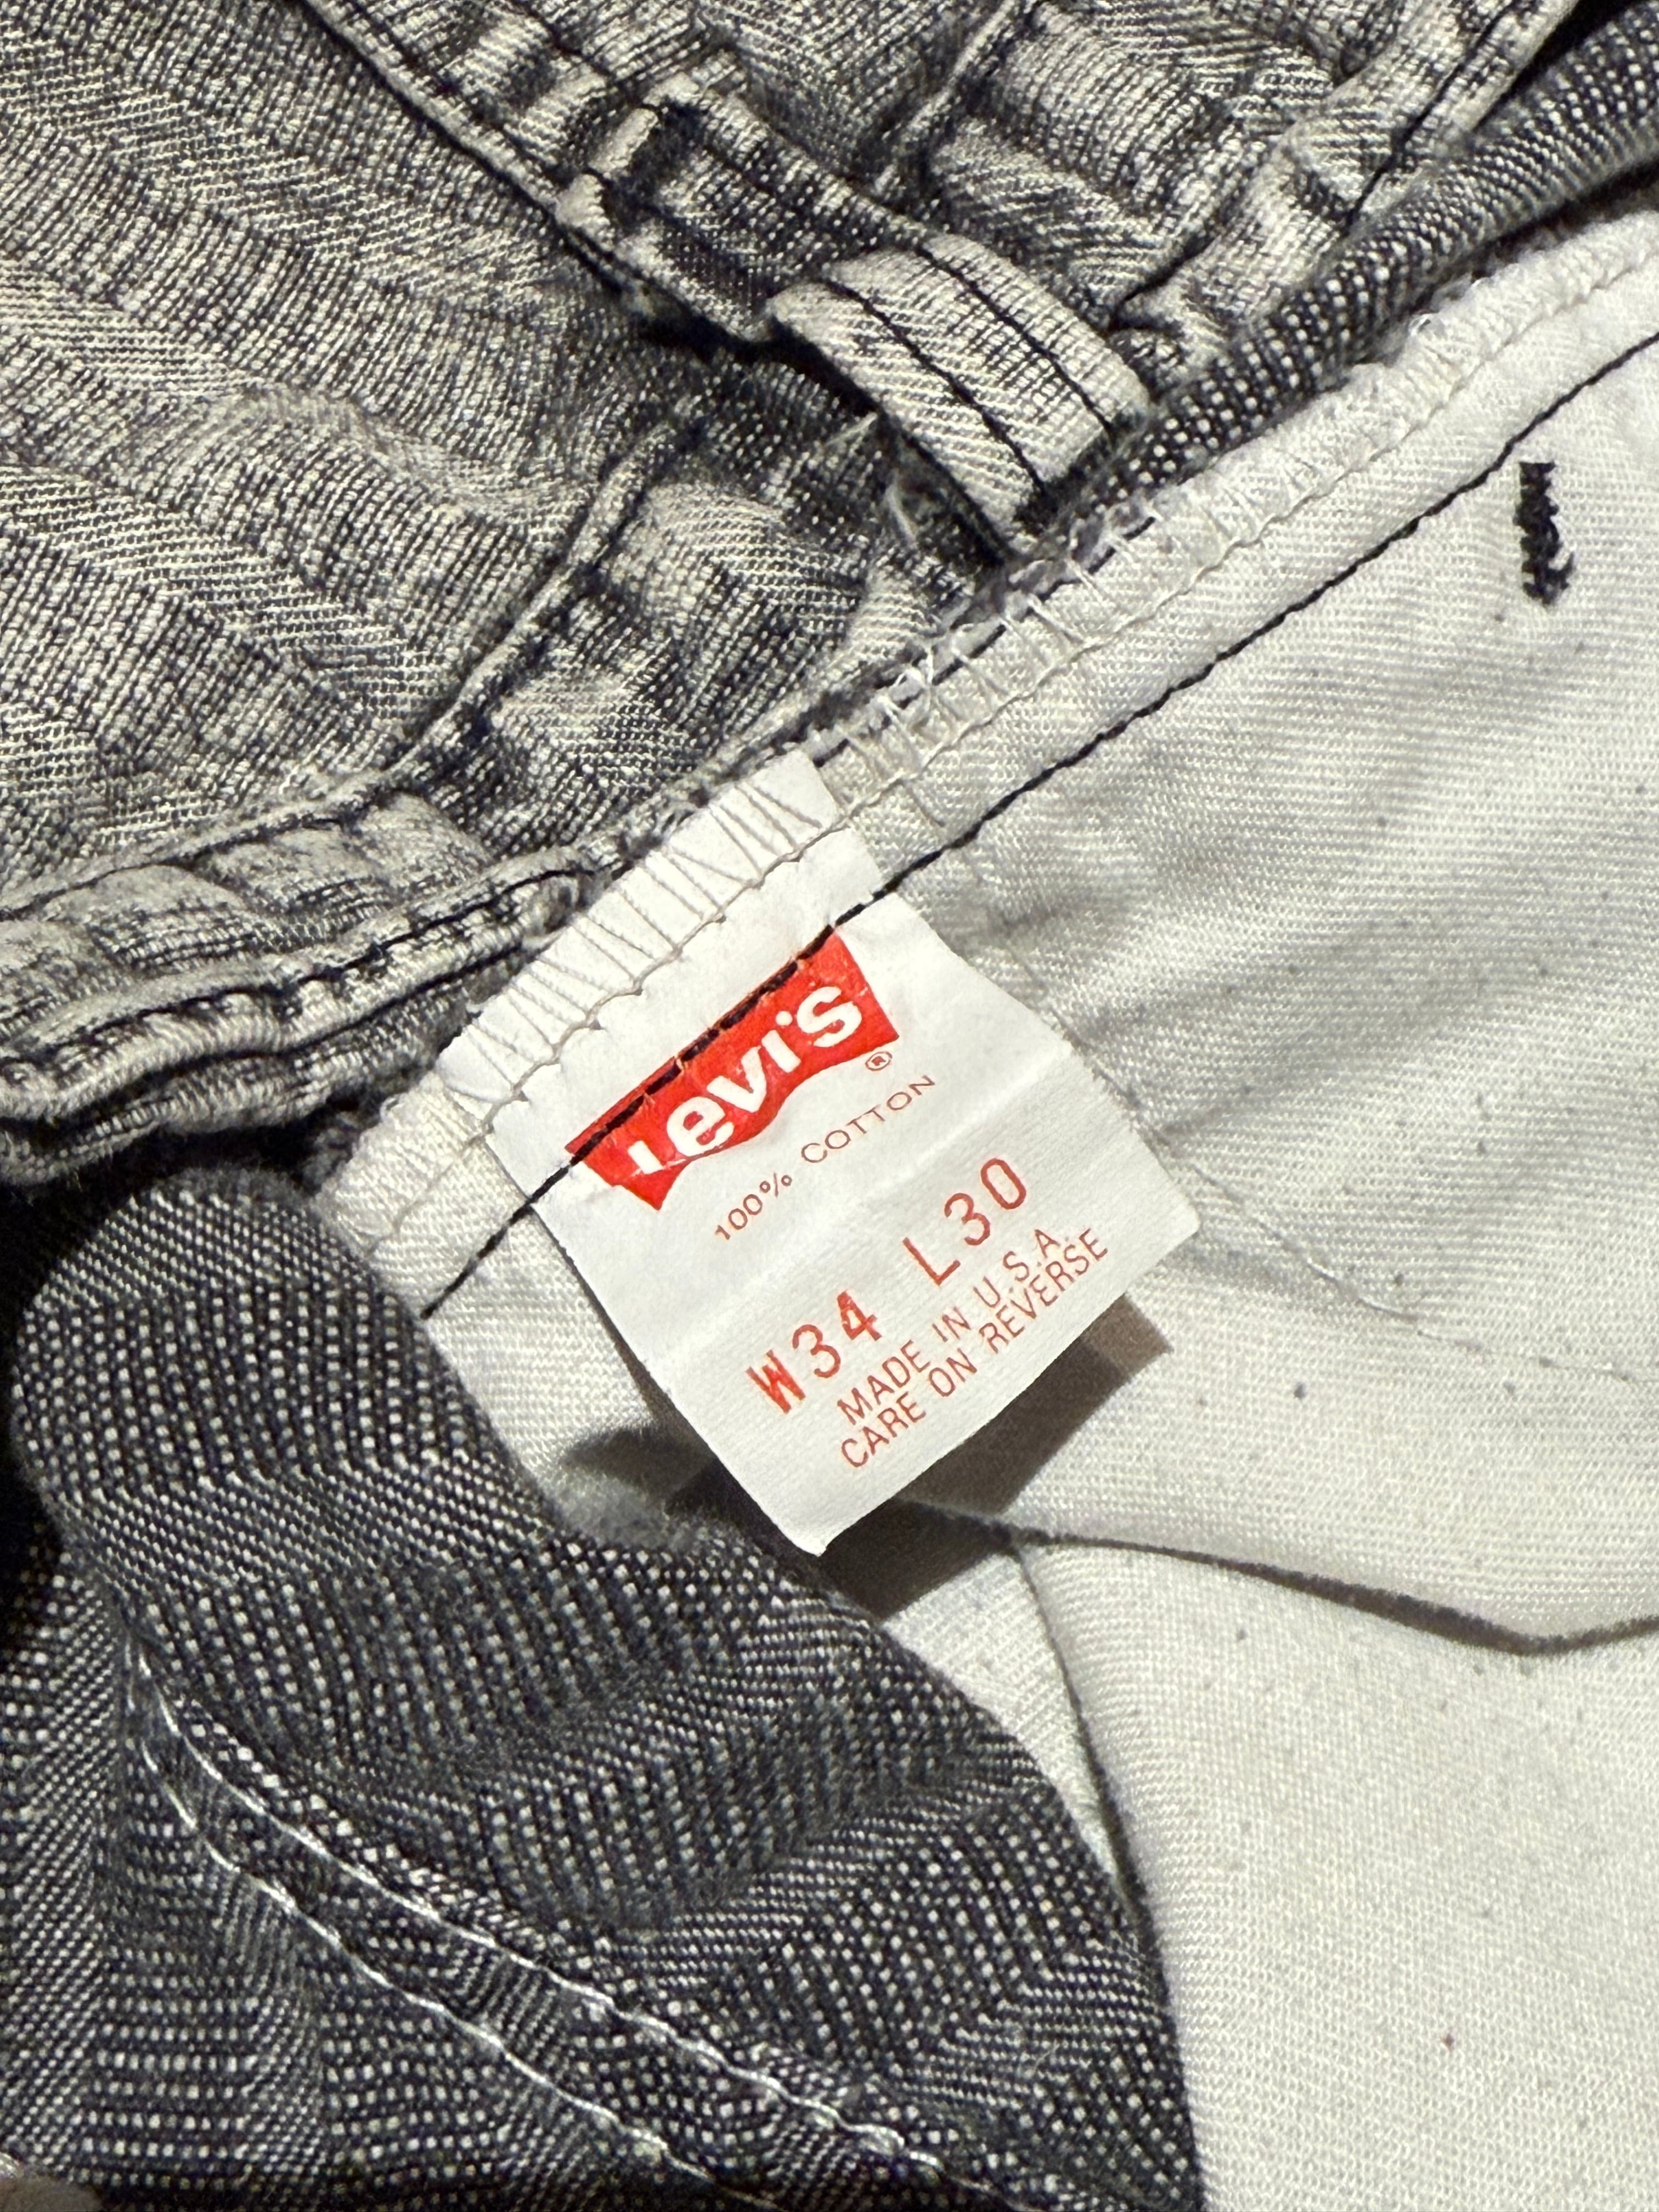 Levi's®
100% COTTON
W34 L30
MADE IN U.S.A.
CARE ON REVERSE